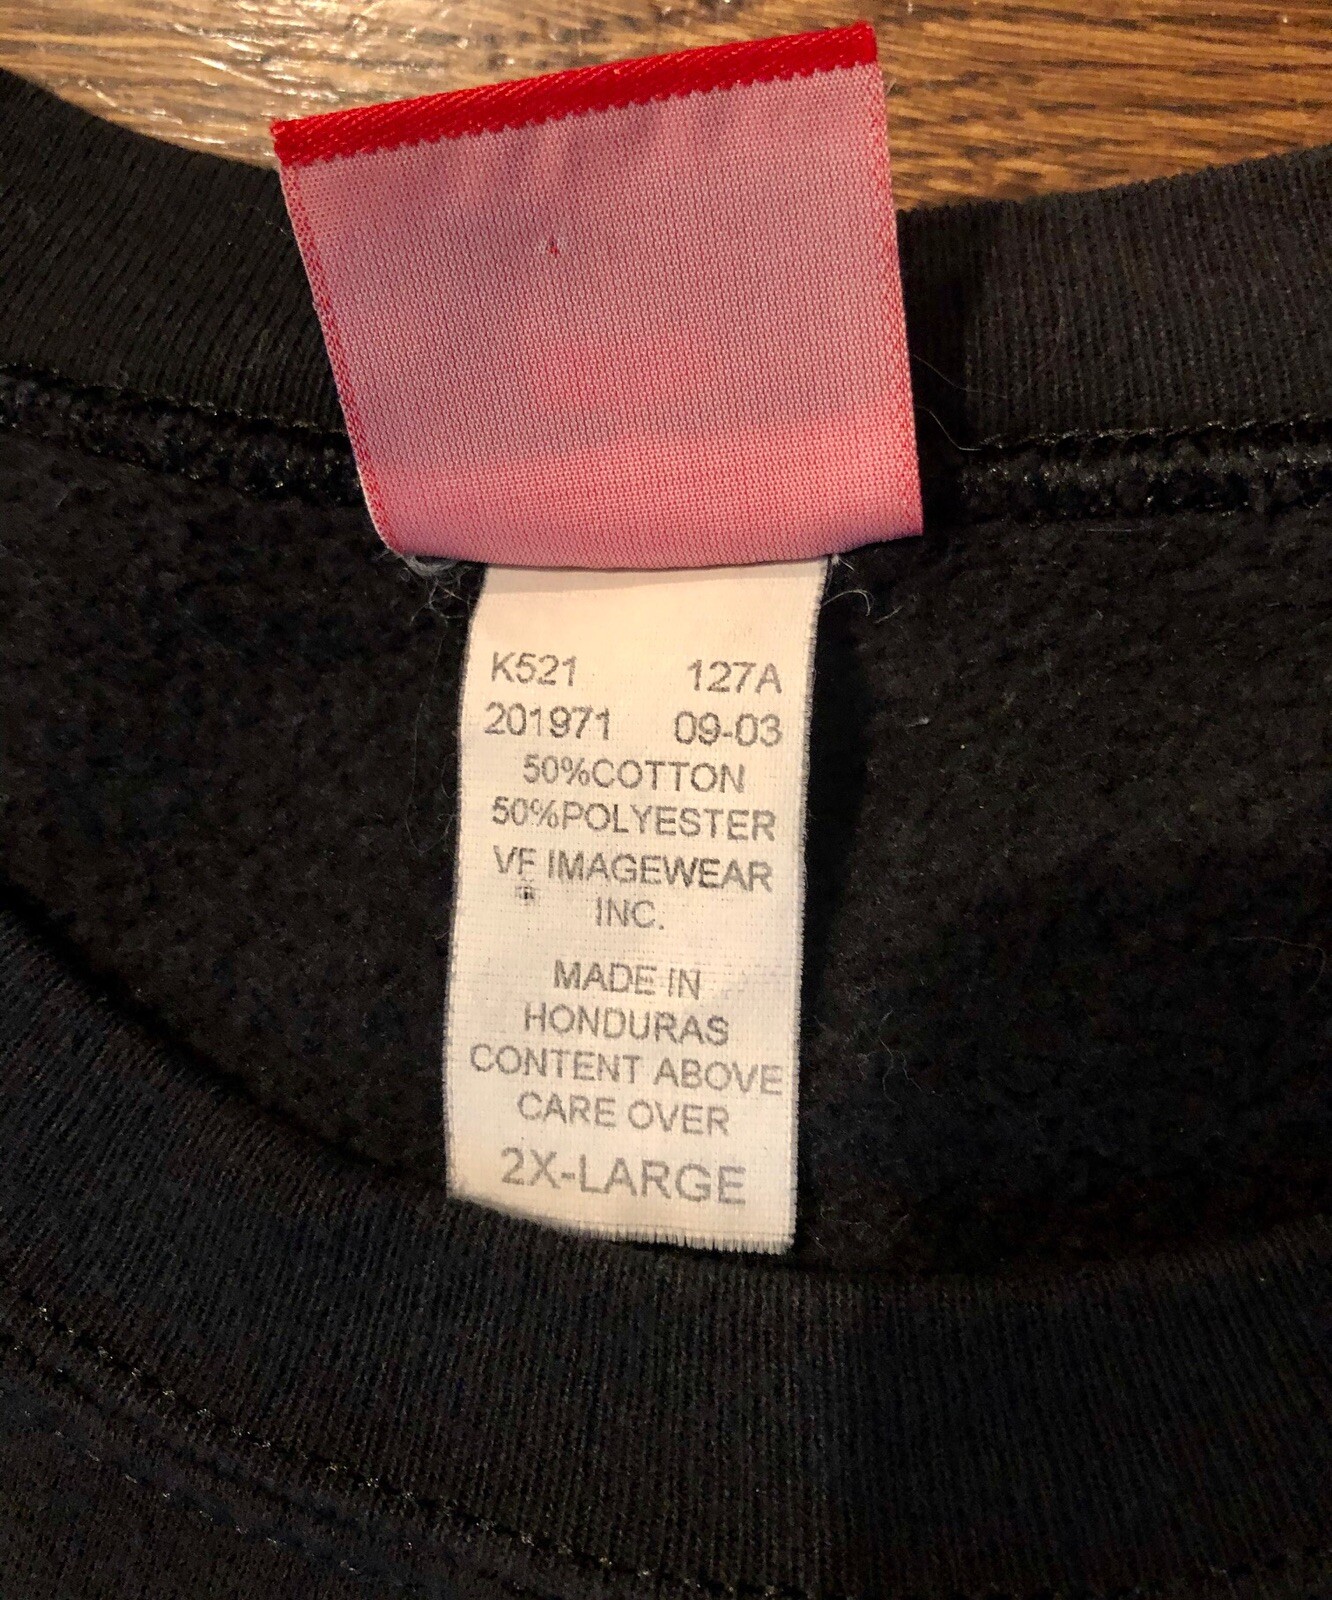 K521 127A
201971 09-03
50%COTTON
50%POLYESTER
VF IMAGEWEAR
INC.
MADE IN
HONDURAS
CONTENT ABOVE
CARE OVER
2X-LARGE